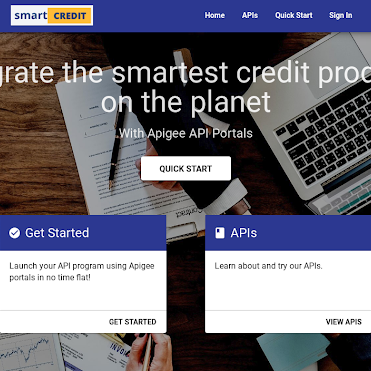 smart CREDIT
Home APIs Quick Start Sign In
grate the smartest credit proc
on the planet
With Apigee API Portals
QUICK START
Get Started
Launch your API program using Apigee
portals in no time flat!
GET STARTED
APIs
Learn about and try our APIs.
VIEW APIS
INVOICE